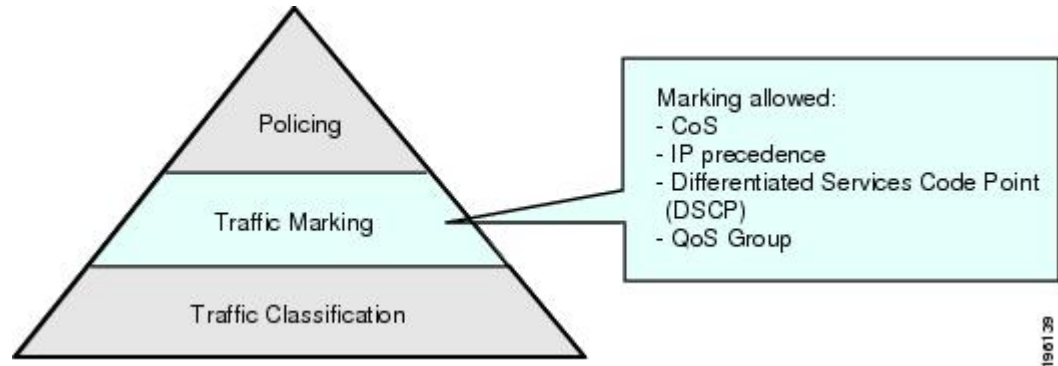 Policing
Traffic Marking
Traffic Classification
Marking allowed:
- CoS
- IP precedence
- Differentiated Services Code Point
(DSCP)
- QoS Group
196139